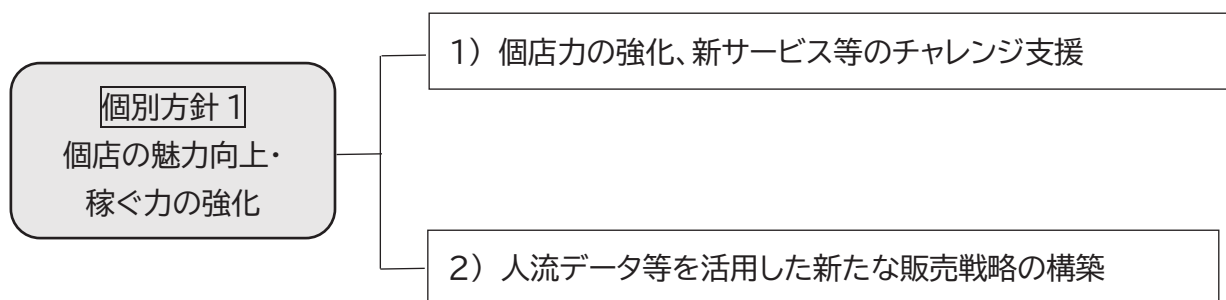 個別方針1
個店の魅力向上・
稼ぐ力の強化
1）個店力の強化、新サービス等のチャレンジ支援
2）人流データ等を活用した新たな販売戦略の構築